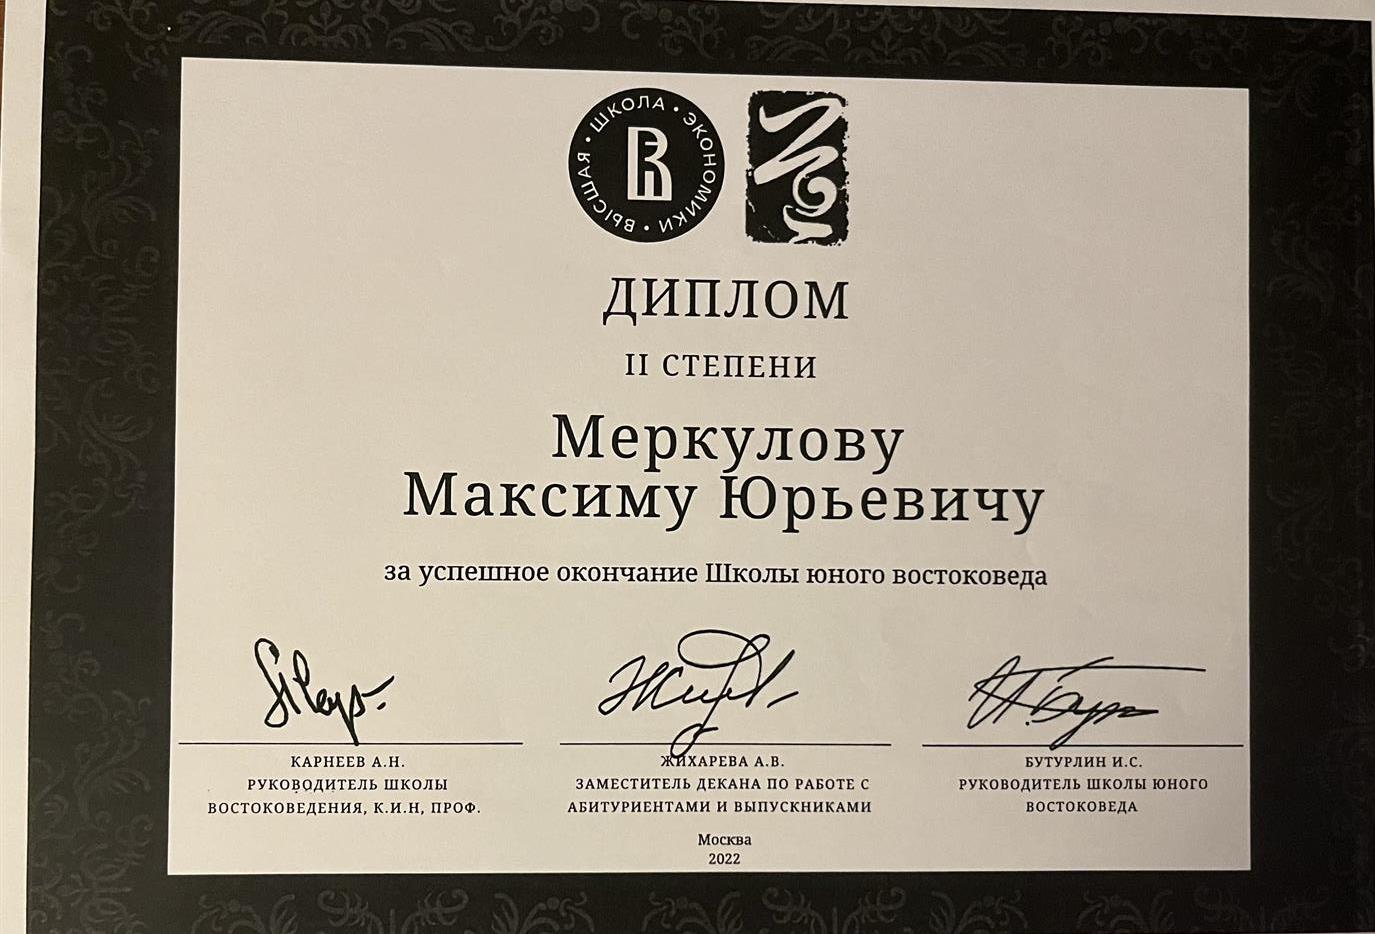 ВЫСШАЯ • ШКОЛА • ЭКОНОМИКИ •
ДИПЛОМ
II СТЕПЕНИ
Меркулову
Максиму Юрьевичу
за успешное окончание Школы юного востоковеда
КАРНЕЕВ А.Н.
РУКОВОДИТЕЛЬ ШКОЛЫ
ВОСТОКОВЕДЕНИЯ, К.И.Н, ПРОФ.
ЖИХАРЕВА А.В.
ЗАМЕСТИТЕЛЬ ДЕКАНА ПО РАБОТЕ С
АБИТУРИЕНТАМИ И ВЫПУСКНИКАМИ
БУТУРЛИН И.С.
РУКОВОДИТЕЛЬ ШКОЛЫ ЮНОГО
ВОСТОКОВЕДА
Москва
2022